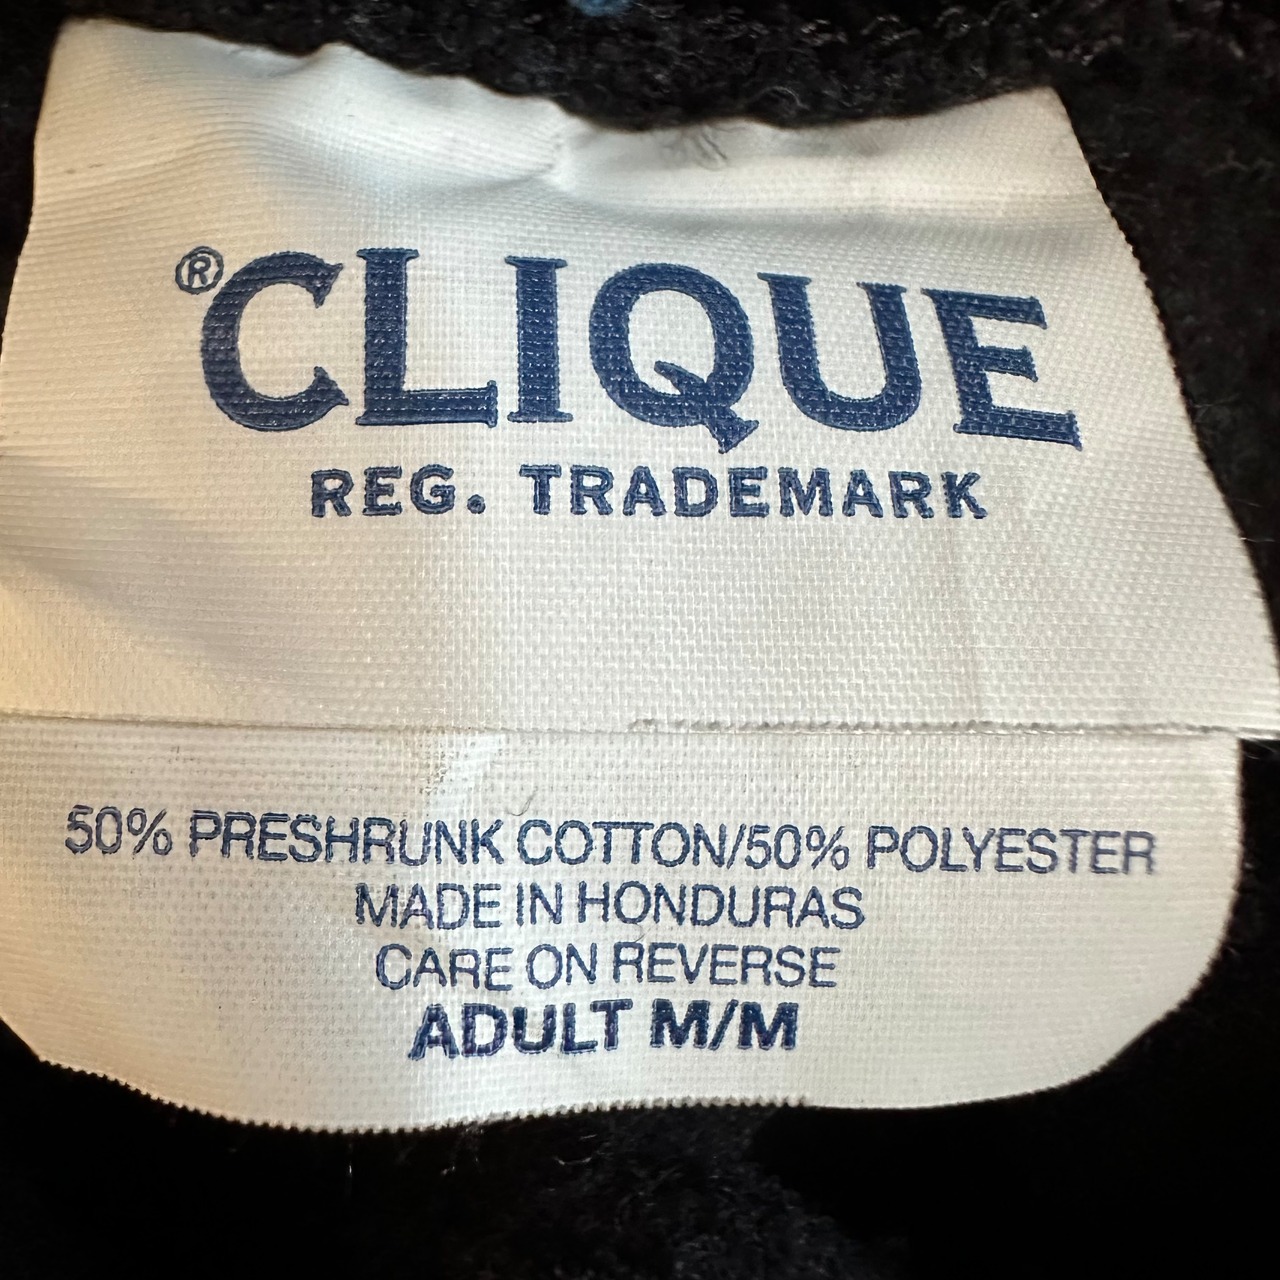 ®CLIQUE
REG. TRADEMARK
50% PRESHRUNK COTTON/50% POLYESTER
MADE IN HONDURAS
CARE ON REVERSE
ADULT M/M